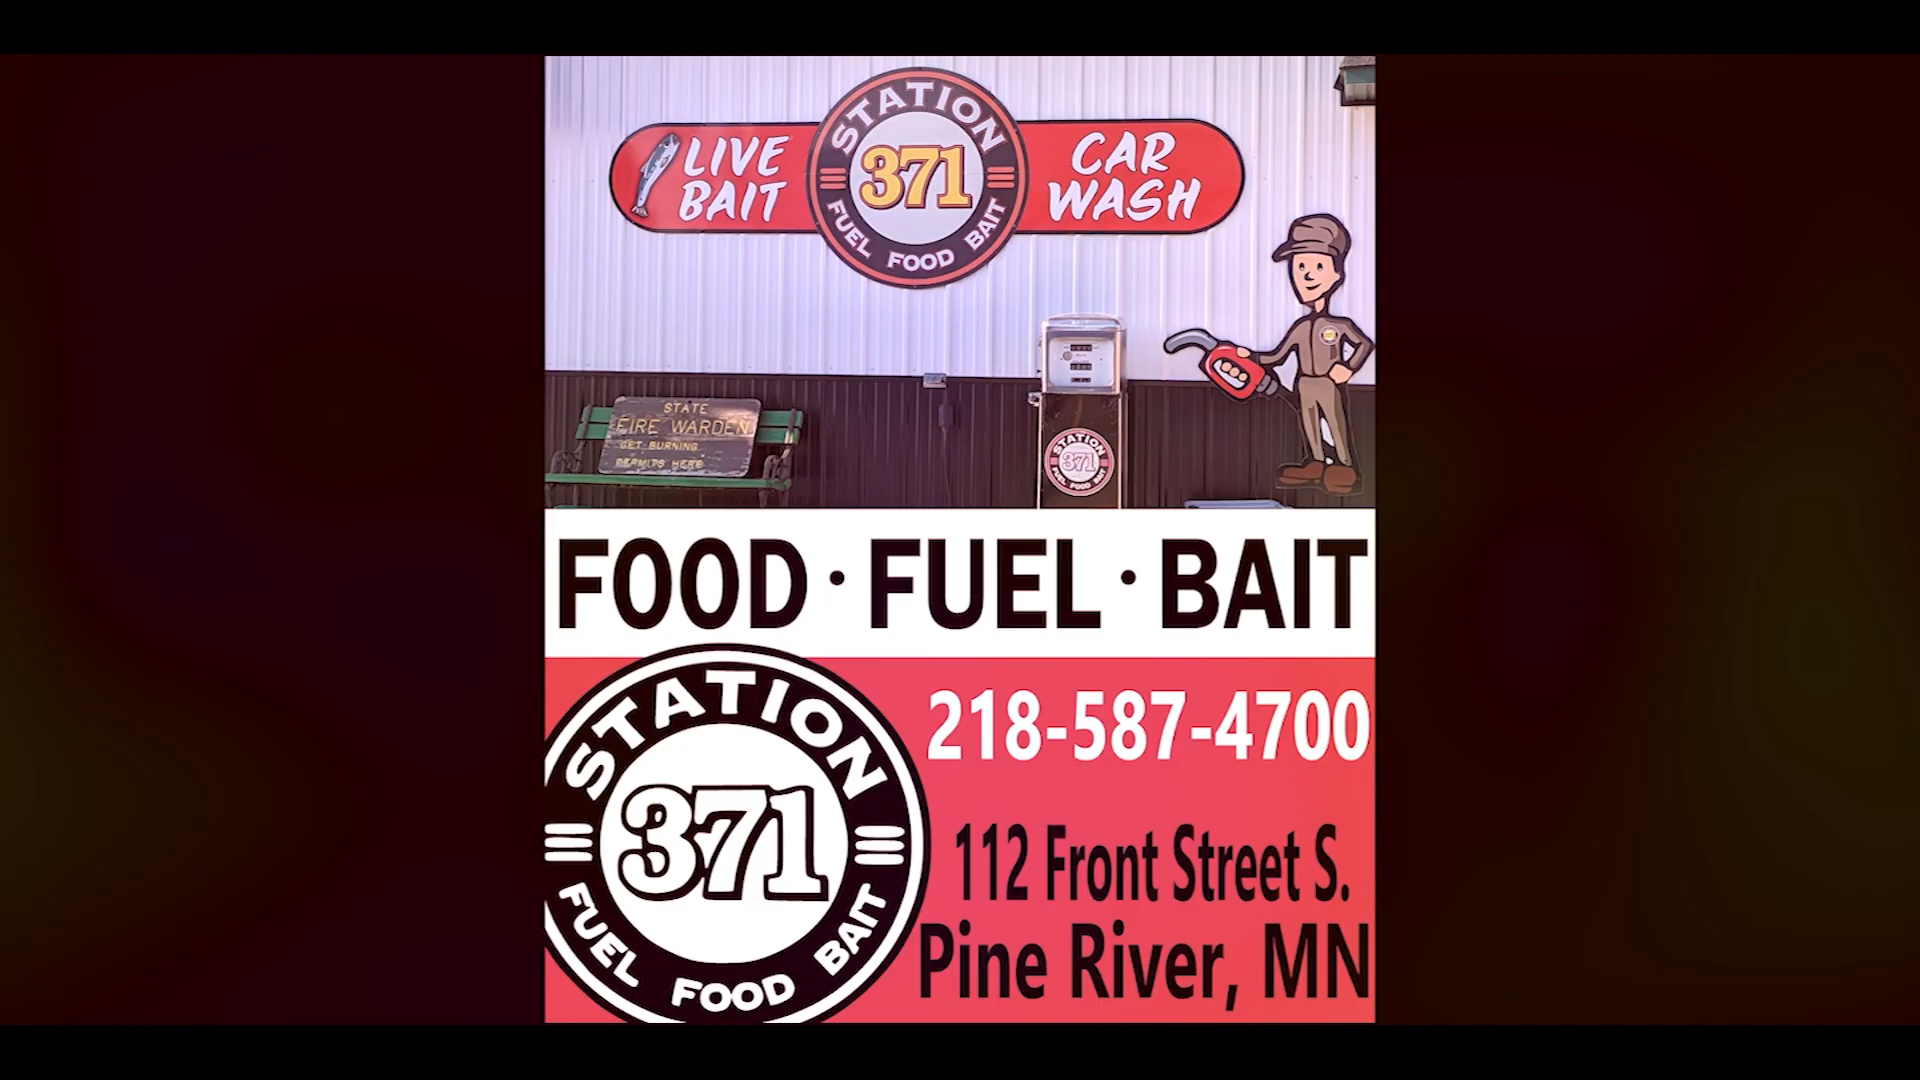 STATION
LIVE
BAIT
371
CAR
WASH
FUEL FOOD BAIT
STATE
FIRE WARDEN
GET BURNING
PERMITS HERE
STATION
371
FUEL FOOD BAIT
FOOD · FUEL · BAIT
STATION
371
FUEL FOOD BAIT
218-587-4700
112 Front Street S.
Pine River, MN